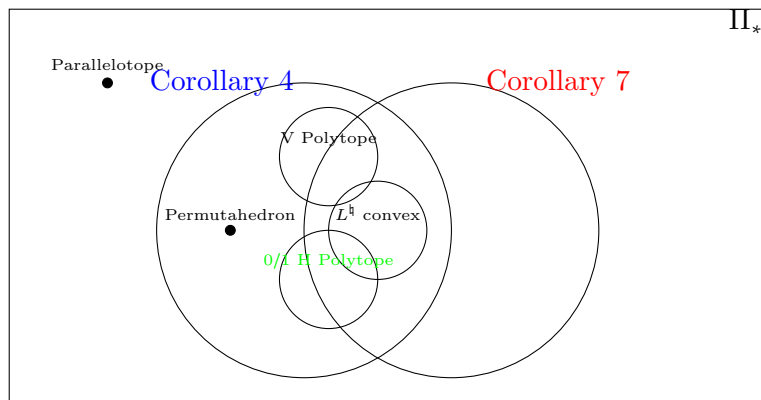 Π*
Parallelotope
Corollary 4
Corollary 7
V Polytope
Permutahedron
L♮ convex
0/1 H Polytope